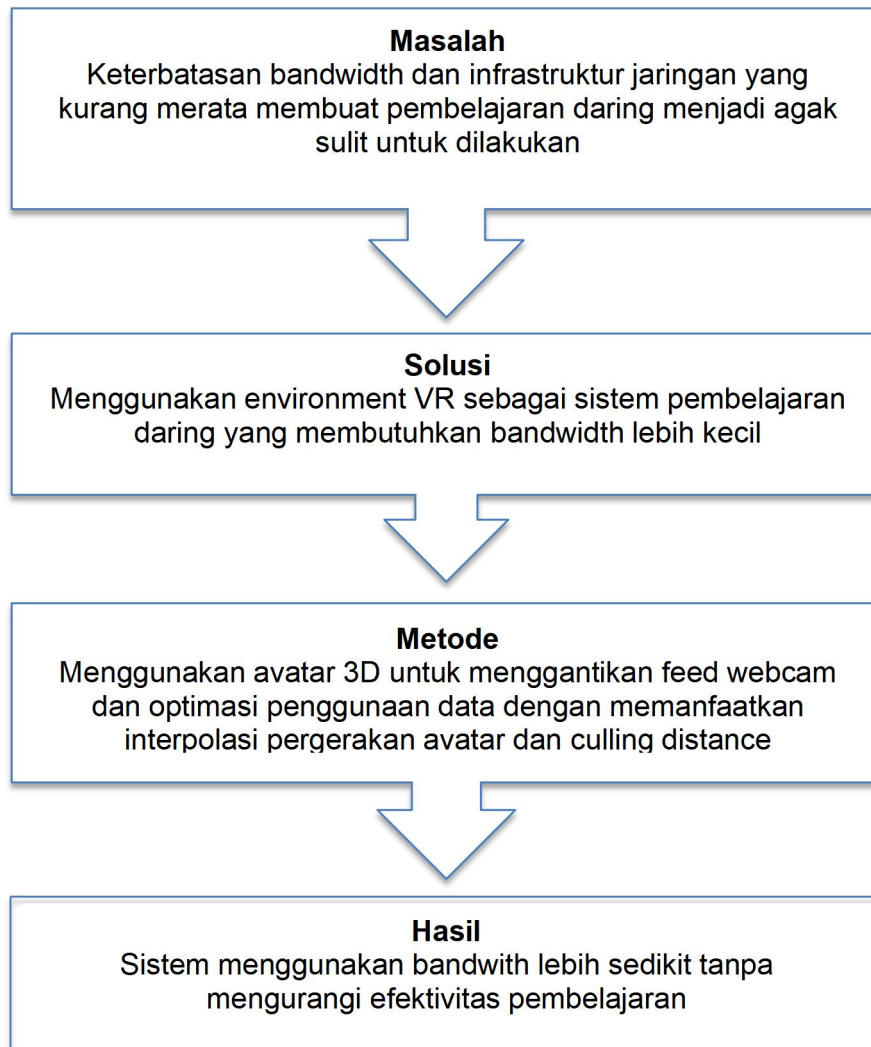 Masalah
Keterbatasan bandwidth dan infrastruktur jaringan yang
kurang merata membuat pembelajaran daring menjadi agak
sulit untuk dilakukan
Solusi
Menggunakan environment VR sebagai sistem pembelajaran
daring yang membutuhkan bandwidth lebih kecil
Metode
Menggunakan avatar 3D untuk menggantikan feed webcam
dan optimasi penggunaan data dengan memanfaatkan
interpolasi pergerakan avatar dan culling distance
Hasil
Sistem menggunakan bandwith lebih sedikit tanpa
mengurangi efektivitas pembelajaran